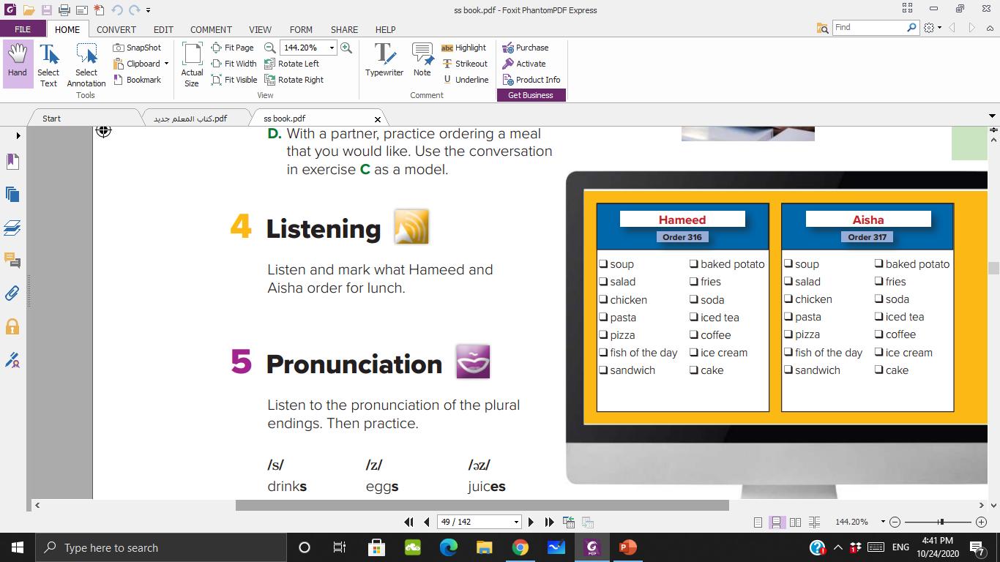 ss book.pdf - Foxit PhantomPDF Express
FILE HOME CONVERT EDIT COMMENT VIEW FORM SHARE HELP
Find
Hand
Select Text
Select Annotation
SnapShot
Clipboard
Bookmark
Tools
Actual Size
Fit Page
Fit Width
Fit Visible
144.20%
Rotate Left
Rotate Right
View
Typewriter
Note
abc Highlight
Strikeout
Underline
Comment
Purchase
Activate
Product Info
Get Business
Start
كتاب المعلم جديد.pdf
ss book.pdf
D. With a partner, practice ordering a meal
that you would like. Use the conversation
in exercise C as a model.
4 Listening
Listen and mark what Hameed and
Aisha order for lunch.
5 Pronunciation
Listen to the pronunciation of the plural
endings. Then practice.
/s/ /z/ /əz/
drinks eggs juices
Hameed
Order 316
soup baked potato
salad fries
chicken soda
pasta iced tea
pizza coffee
fish of the day ice cream
sandwich cake
Aisha
Order 317
soup baked potato
salad fries
chicken soda
pasta iced tea
pizza coffee
fish of the day ice cream
sandwich cake
49 / 142
144.20%
Type here to search
PDF
ENG
4:41 PM
10/24/2020
7